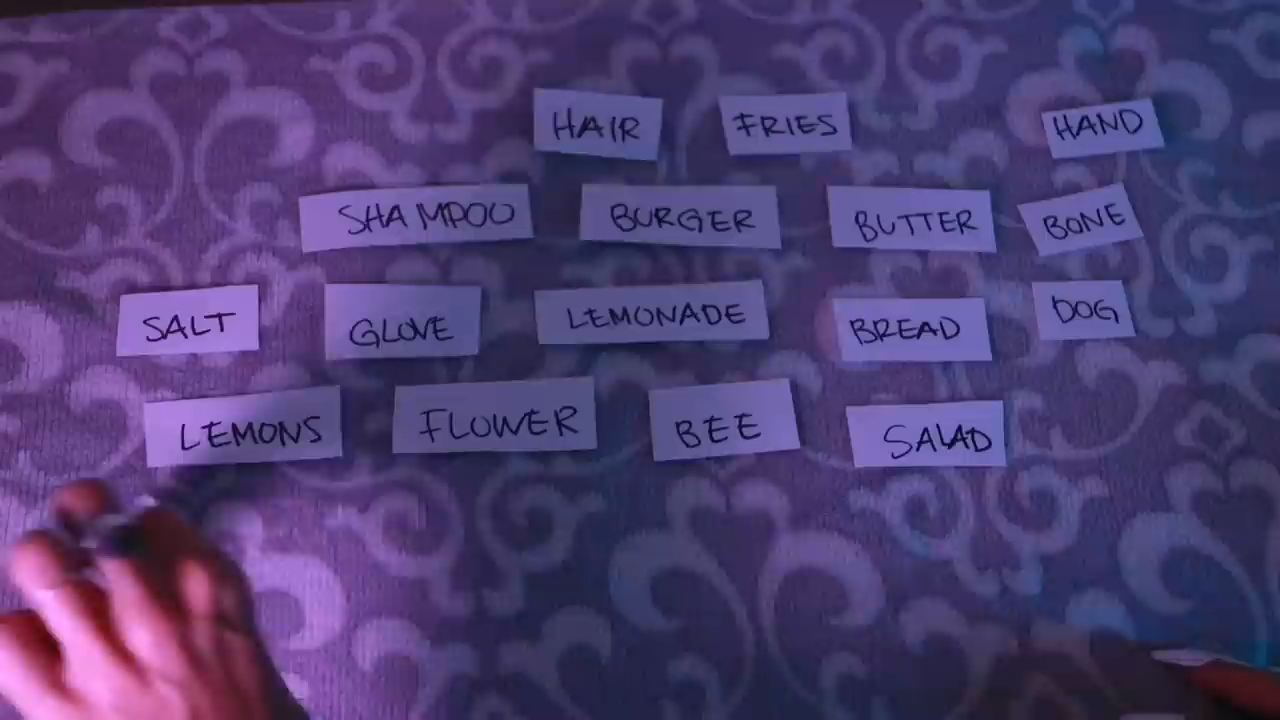 HAIR FRIES HAND
SHAMPOO BURGER BUTTER BONE
SALT GLOVE LEMONADE BREAD DOG
LEMONS FLOWER BEE SALAD